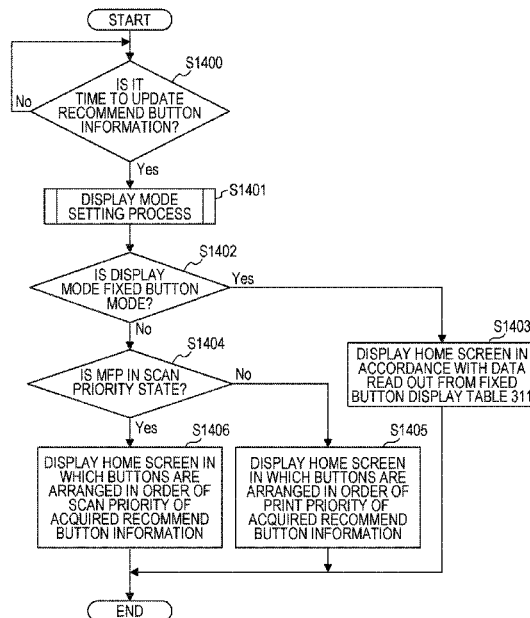 START
S1400
IS IT
TIME TO UPDATE
RECOMMEND BUTTON
INFORMATION?
No
Yes
S1401
DISPLAY MODE
SETTING PROCESS
S1402
IS DISPLAY
MODE FIXED BUTTON
MODE?
Yes
No
S1403
DISPLAY HOME SCREEN IN
ACCORDANCE WITH DATA
READ OUT FROM FIXED
BUTTON DISPLAY TABLE 311
S1404
IS MFP IN SCAN
PRIORITY STATE?
No
Yes
S1406
DISPLAY HOME SCREEN IN
WHICH BUTTONS ARE
ARRANGED IN ORDER OF
SCAN PRIORITY OF
ACQUIRED RECOMMEND
BUTTON INFORMATION
S1405
DISPLAY HOME SCREEN
IN WHICH BUTTONS ARE
ARRANGED IN ORDER OF
PRINT PRIORITY OF
ACQUIRED RECOMMEND
BUTTON INFORMATION
END